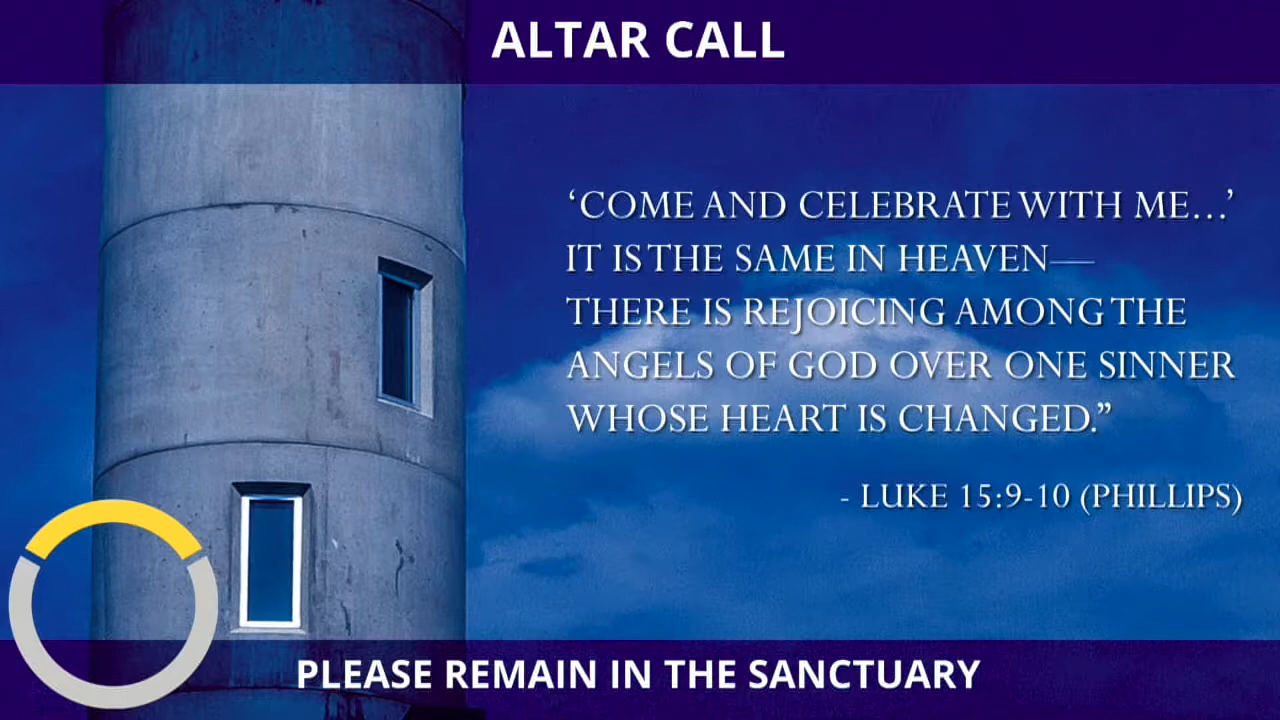 ALTAR CALL
‘COME AND CELEBRATE WITH ME...’
IT IS THE SAME IN HEAVEN—
THERE IS REJOICING AMONG THE
ANGELS OF GOD OVER ONE SINNER
WHOSE HEART IS CHANGED.”
- LUKE 15:9-10 (PHILLIPS)
PLEASE REMAIN IN THE SANCTUARY